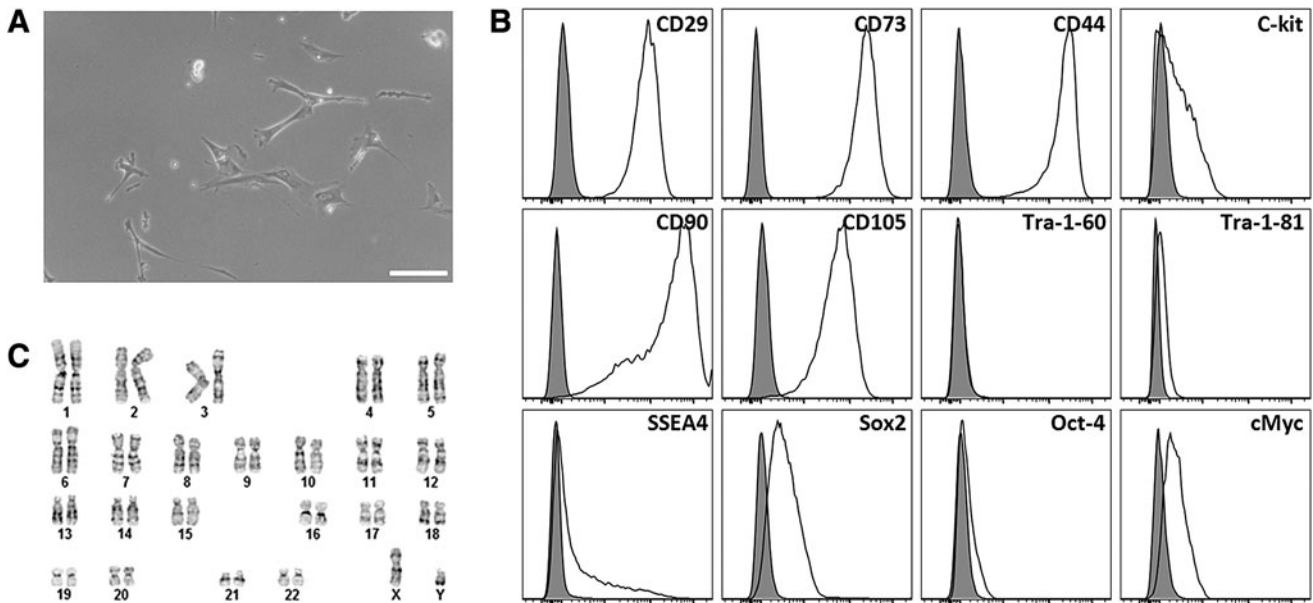 A
B
CD29
CD73
CD44
C-kit
CD90
CD105
Tra-1-60
Tra-1-81
SSEA4
Sox2
Oct-4
cMyc
C
1 2 3 4 5
6 7 8 9 10 11 12
13 14 15 16 17 18
19 20 21 22 X Y